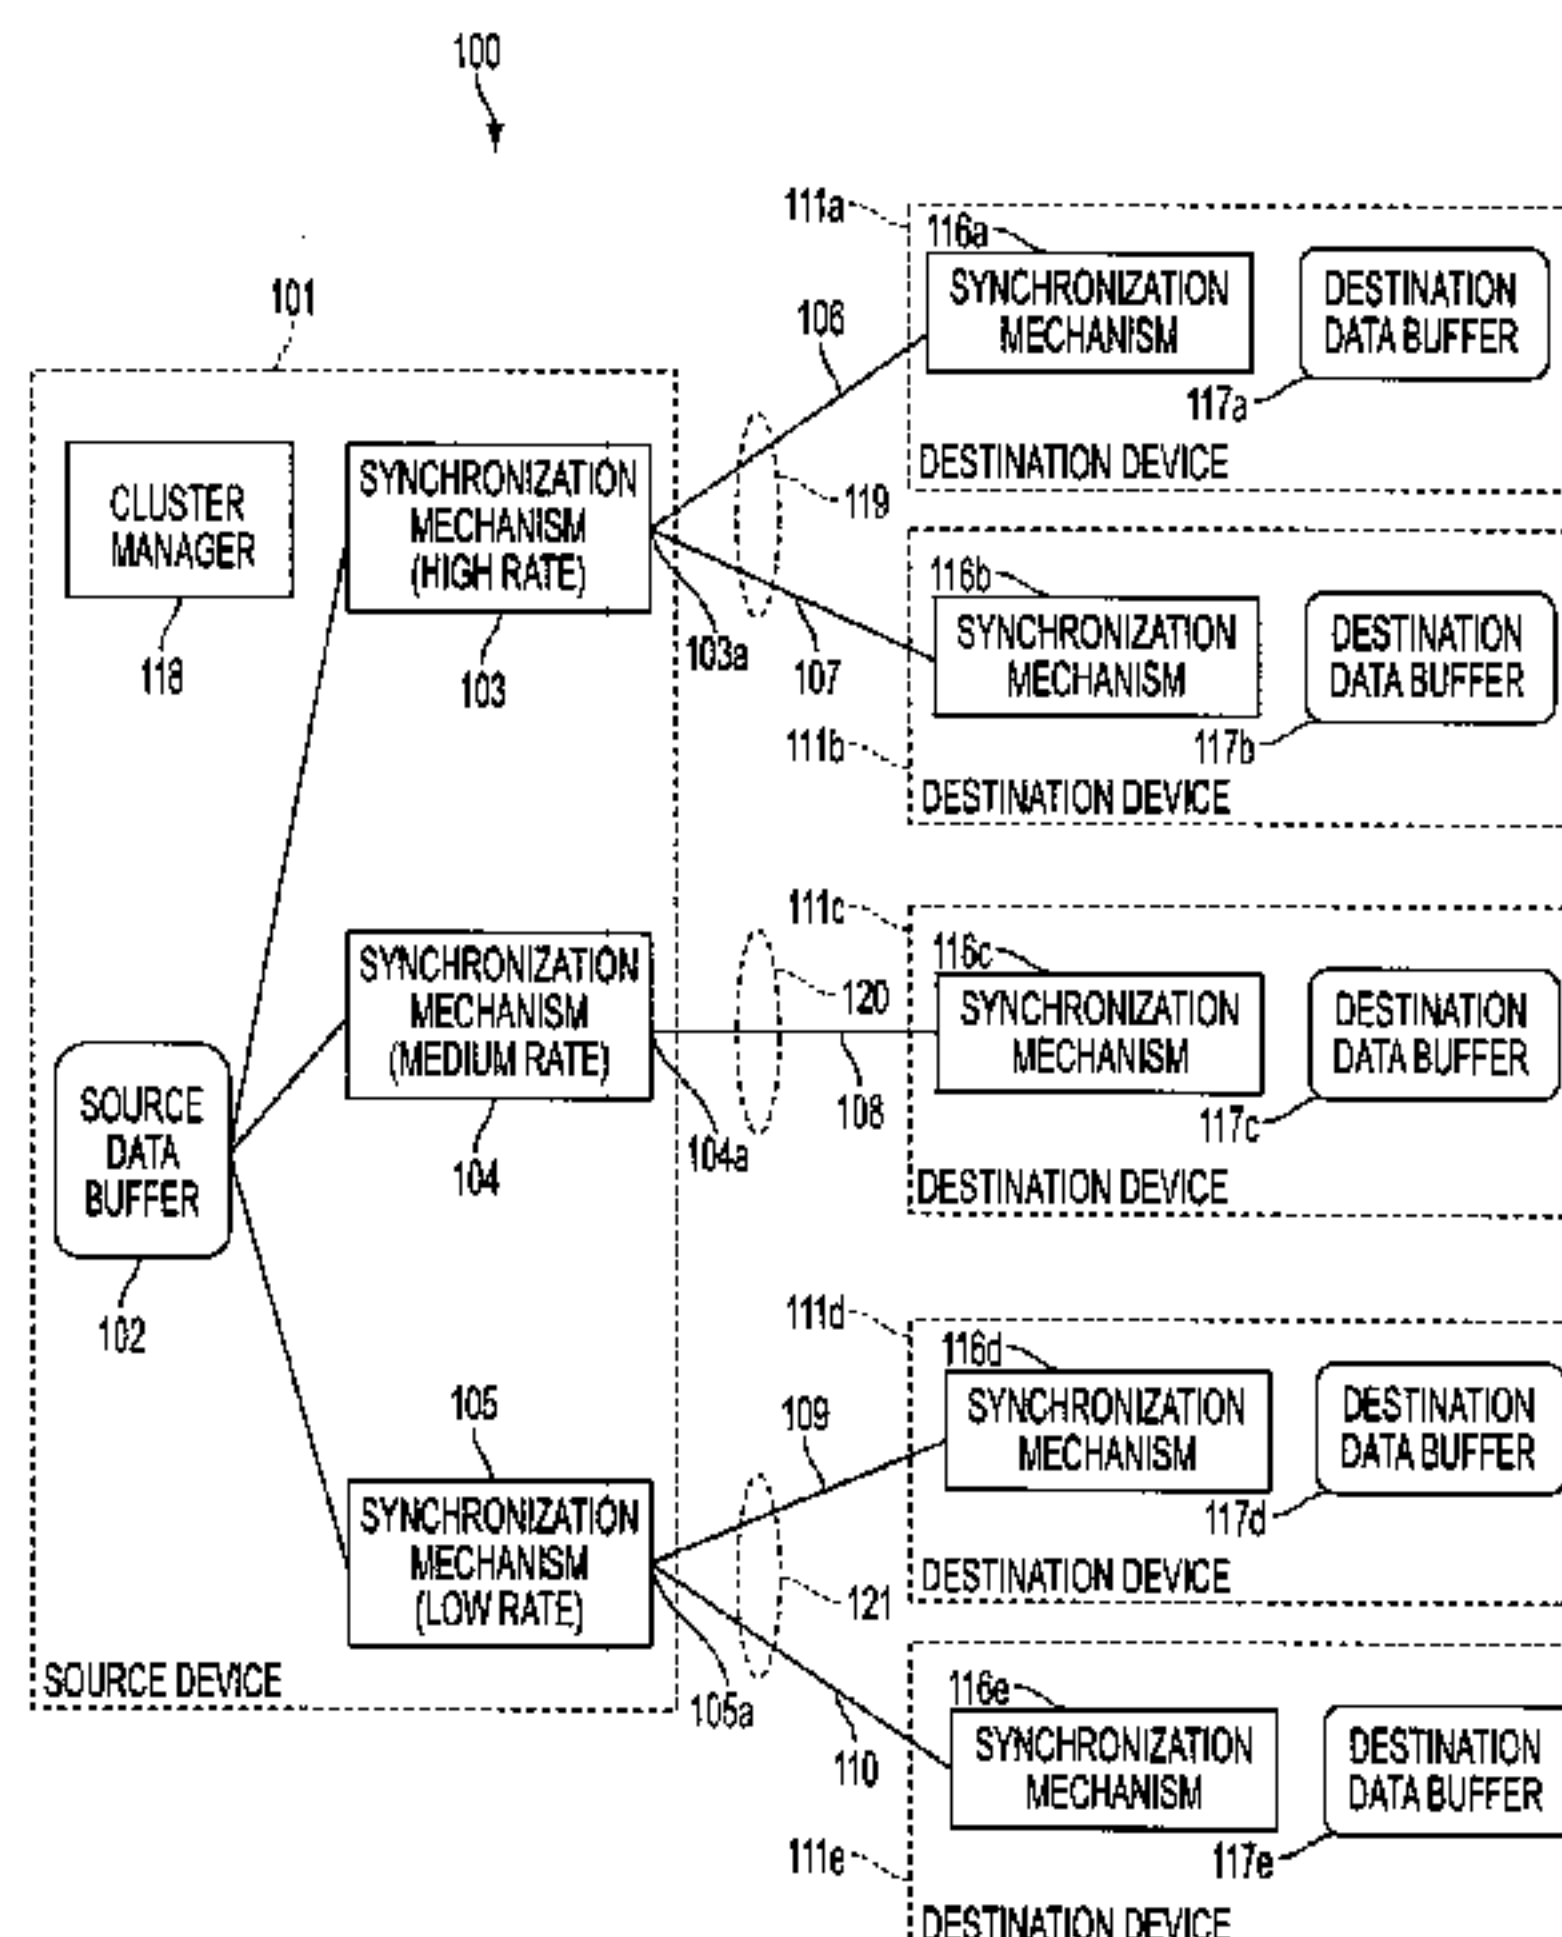 100
101
CLUSTER
MANAGER
118
SYNCHRONIZATION
MECHANISM
(HIGH RATE)
103
103a
106
119
107
111a
116a
SYNCHRONIZATION
MECHANISM
DESTINATION
DATA BUFFER
117a
DESTINATION DEVICE
116b
SYNCHRONIZATION
MECHANISM
DESTINATION
DATA BUFFER
111b
117b
DESTINATION DEVICE
SOURCE
DATA
BUFFER
102
SYNCHRONIZATION
MECHANISM
(MEDIUM RATE)
104
104a
120
108
111c
116c
SYNCHRONIZATION
MECHANISM
DESTINATION
DATA BUFFER
117c
DESTINATION DEVICE
105
SYNCHRONIZATION
MECHANISM
(LOW RATE)
105a
109
121
110
SOURCE DEVICE
111d
116d
SYNCHRONIZATION
MECHANISM
DESTINATION
DATA BUFFER
117d
DESTINATION DEVICE
116e
SYNCHRONIZATION
MECHANISM
DESTINATION
DATA BUFFER
111e
117e
DESTINATION DEVICE